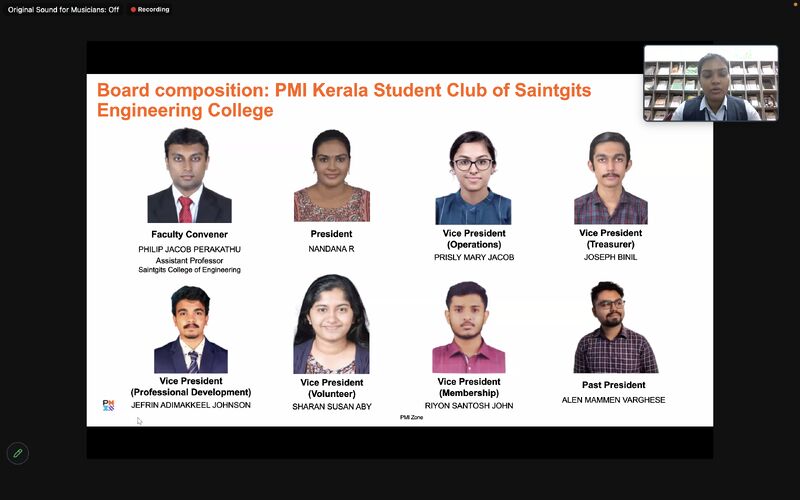 Original Sound for Musicians: Off
Recording
Board composition: PMI Kerala Student Club of Saintgits
Engineering College
Faculty Convener
PHILIP JACOB PERAKATHU
Assistant Professor
Saintgits College of Engineering
President
NANDANA R
Vice President
(Operations)
PRISLY MARY JACOB
Vice President
(Treasurer)
JOSEPH BINIL
Vice President
(Professional Development)
JEFRIN ADIMAKKEEL JOHNSON
Vice President
(Volunteer)
SHARAN SUSAN ABY
Vice President
(Membership)
RIYON SANTOSH JOHN
Past President
ALEN MAMMEN VARGHESE
PMI Zone